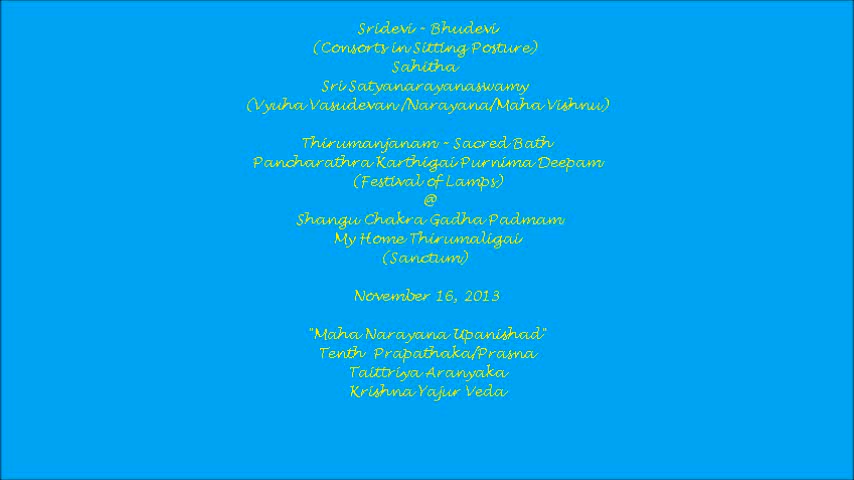 Sridevi - Bhudevi
(Consorts in Sitting Posture)
Sahitha
Sri Satyanarayanaswamy
(Vyuha Vasudevan /Narayana/Maha Vishnu)
Thirumanjanam - Sacred Bath
Pancharathra Karthigai Purnima Deepam
(Festival of Lamps)
@
Shangu Chakra Gadha Padmam
My Home Thirumaligai
(Sanctum)
November 16, 2013
"Maha Narayana Upanishad"
Tenth Prapathaka/Prasna
Taittriya Aranyaka
Krishna Yajur Veda